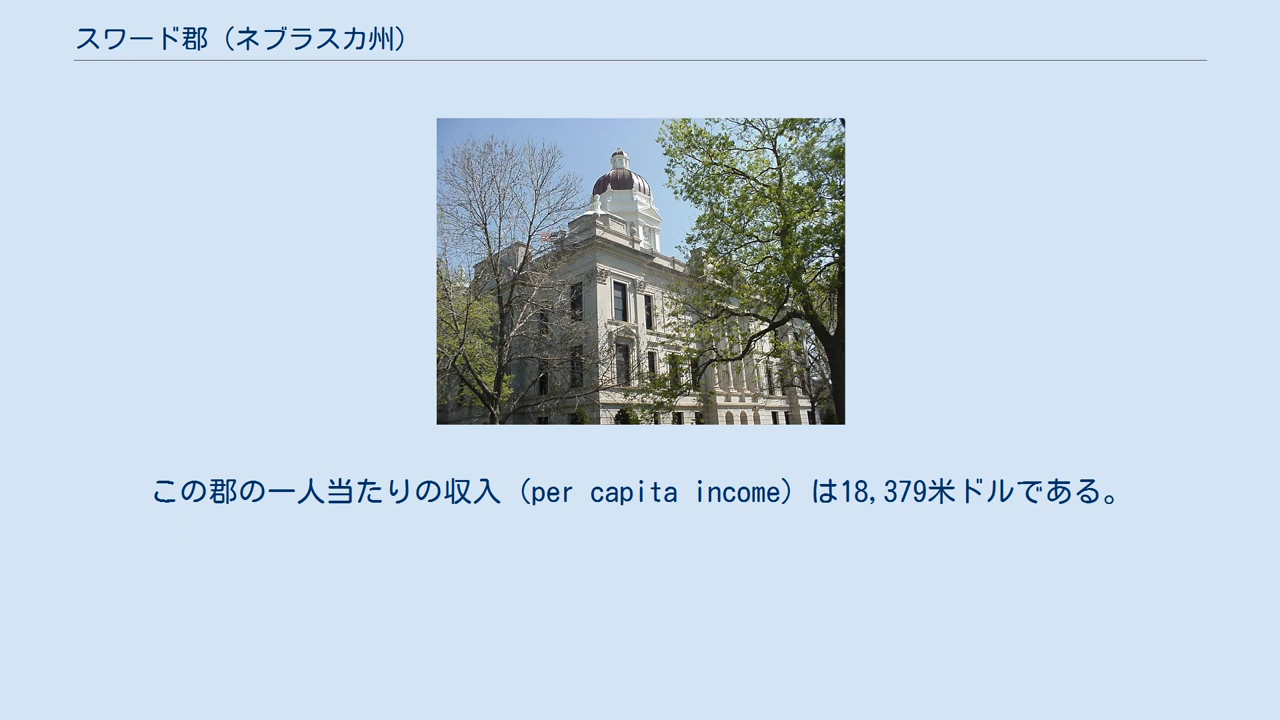 スワード郡（ネブラスカ州）
この郡の一人当たりの収入（per capita income）は18,379米ドルである。